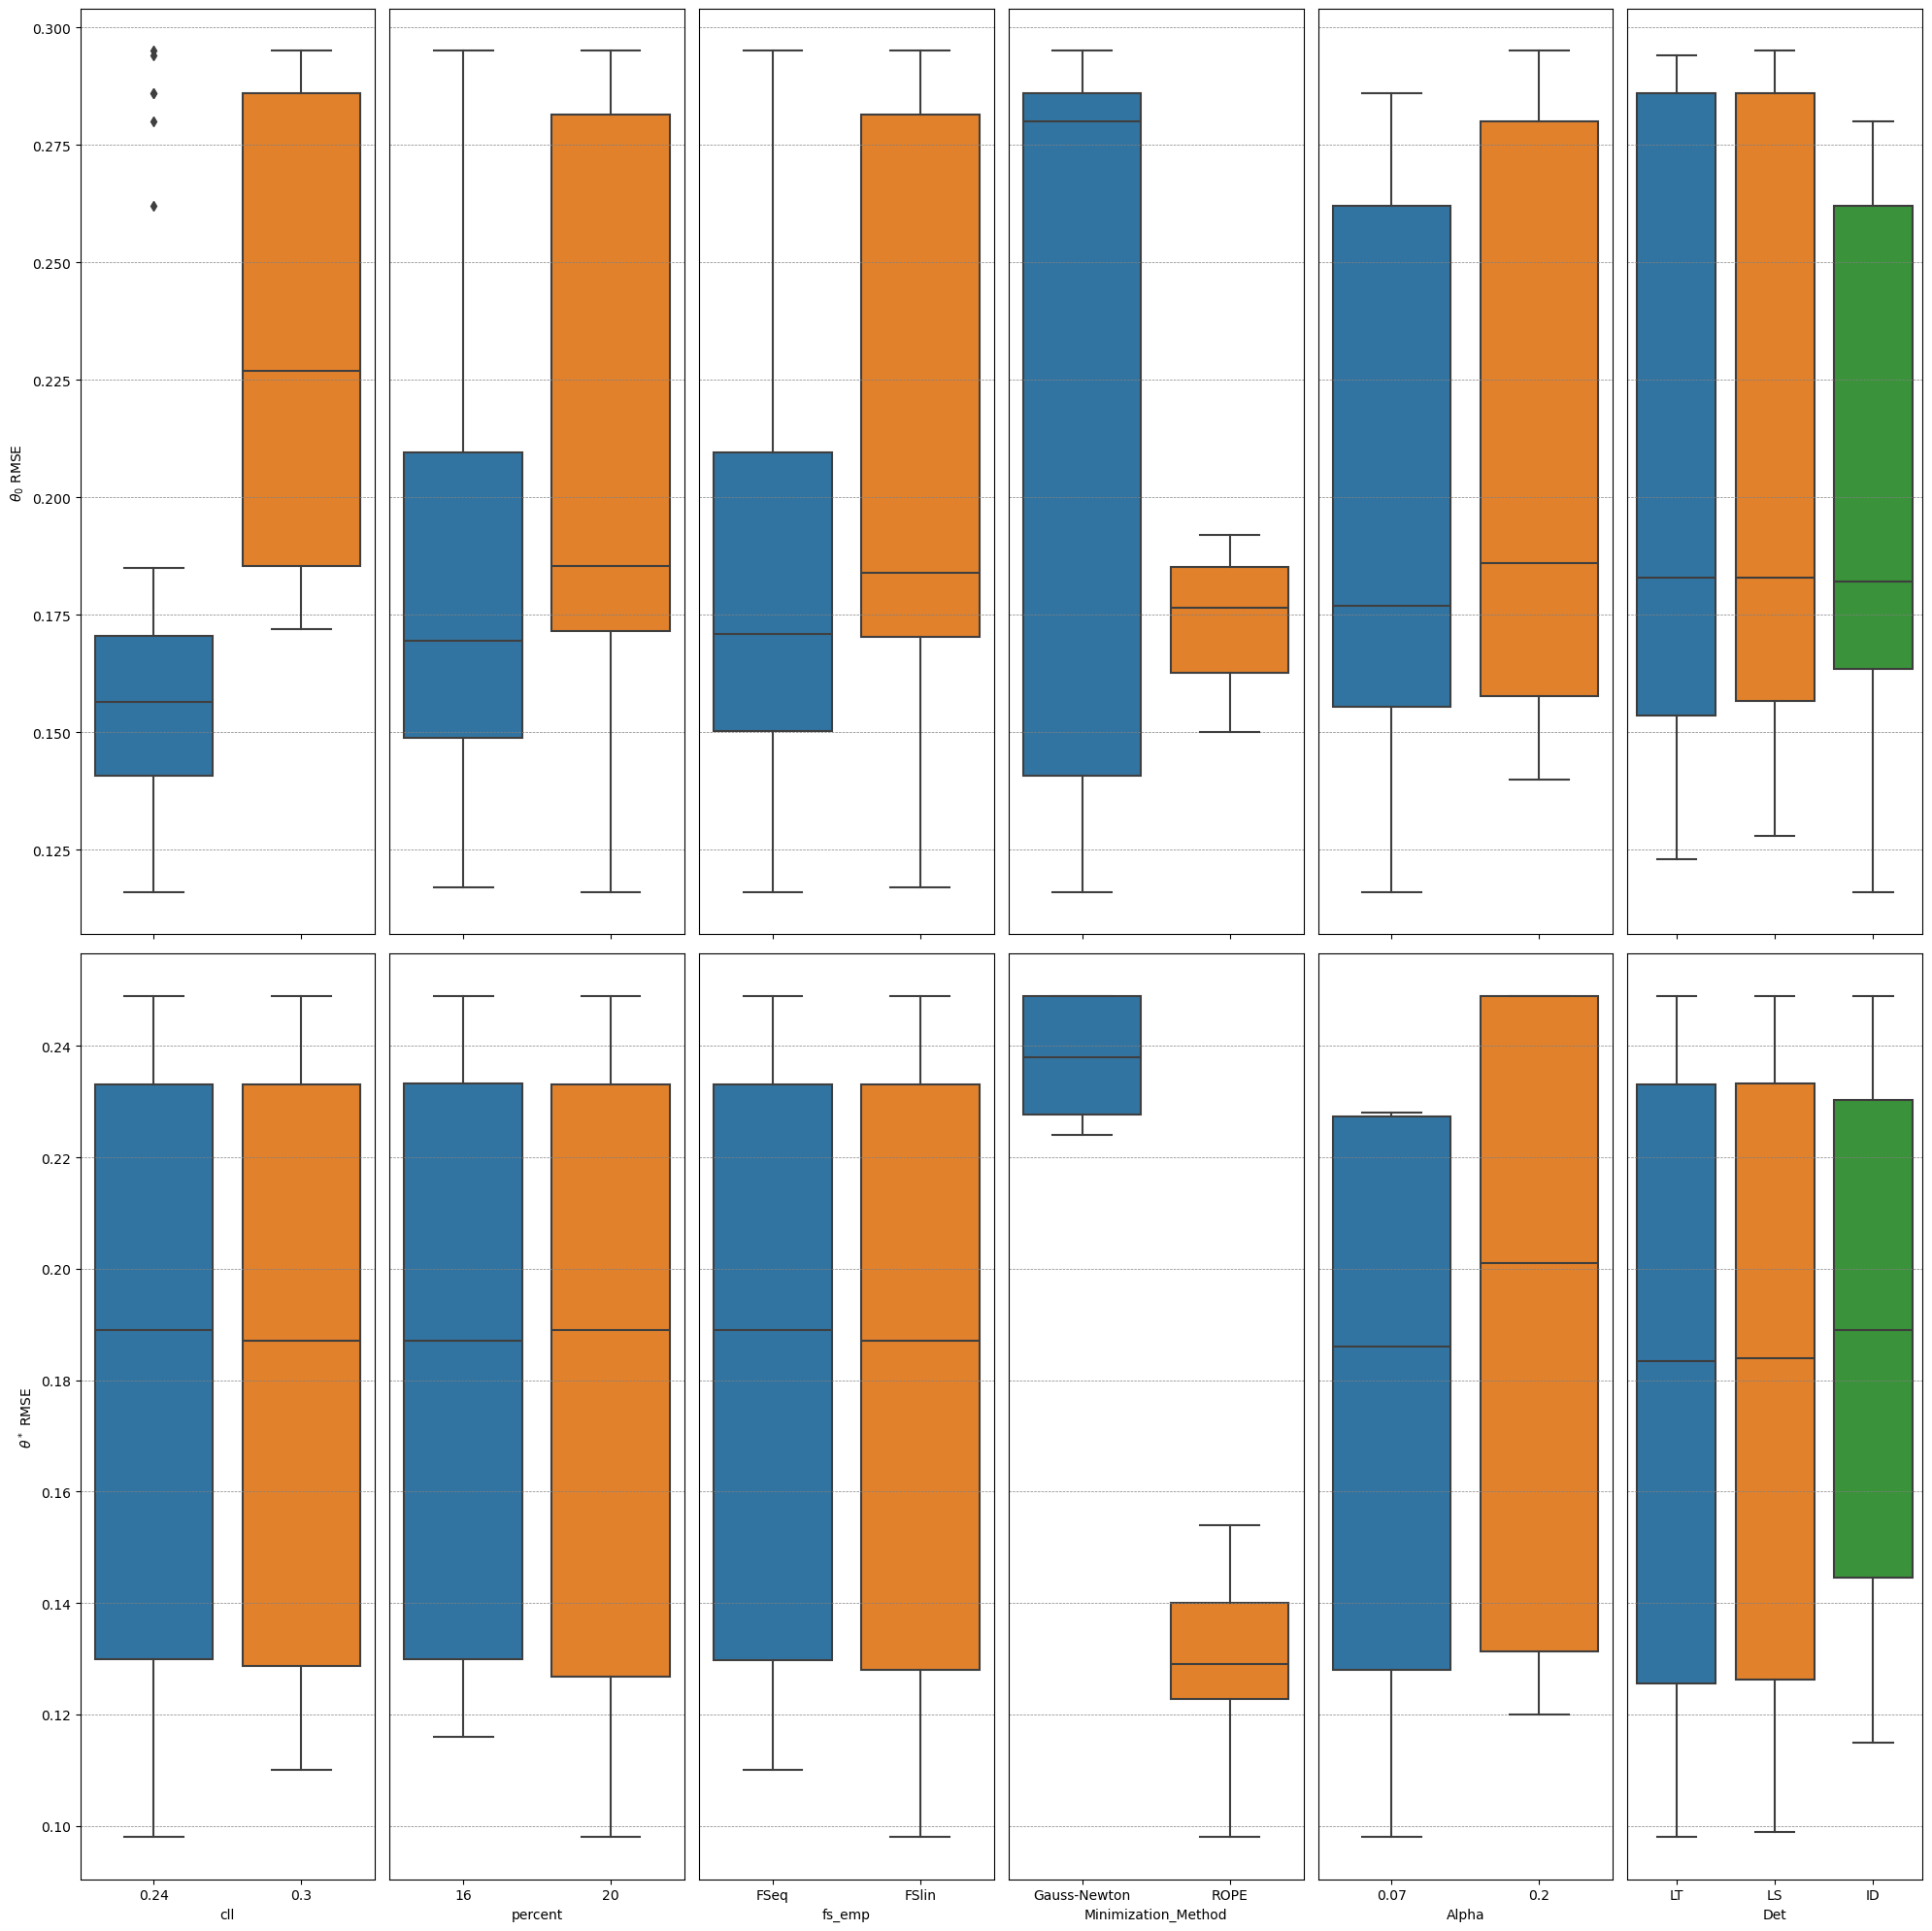 0.300
0.275
0.250
0.225
0.200
0.175
0.150
0.125
θ₀ RMSE
0.24
0.22
0.20
0.18
0.16
0.14
0.12
0.10
θ* RMSE
0.24 0.3
cll
16 20
percent
FSeq FSlin
fs_emp
Gauss-Newton ROPE
Minimization_Method
0.07 0.2
Alpha
LT LS ID
Det